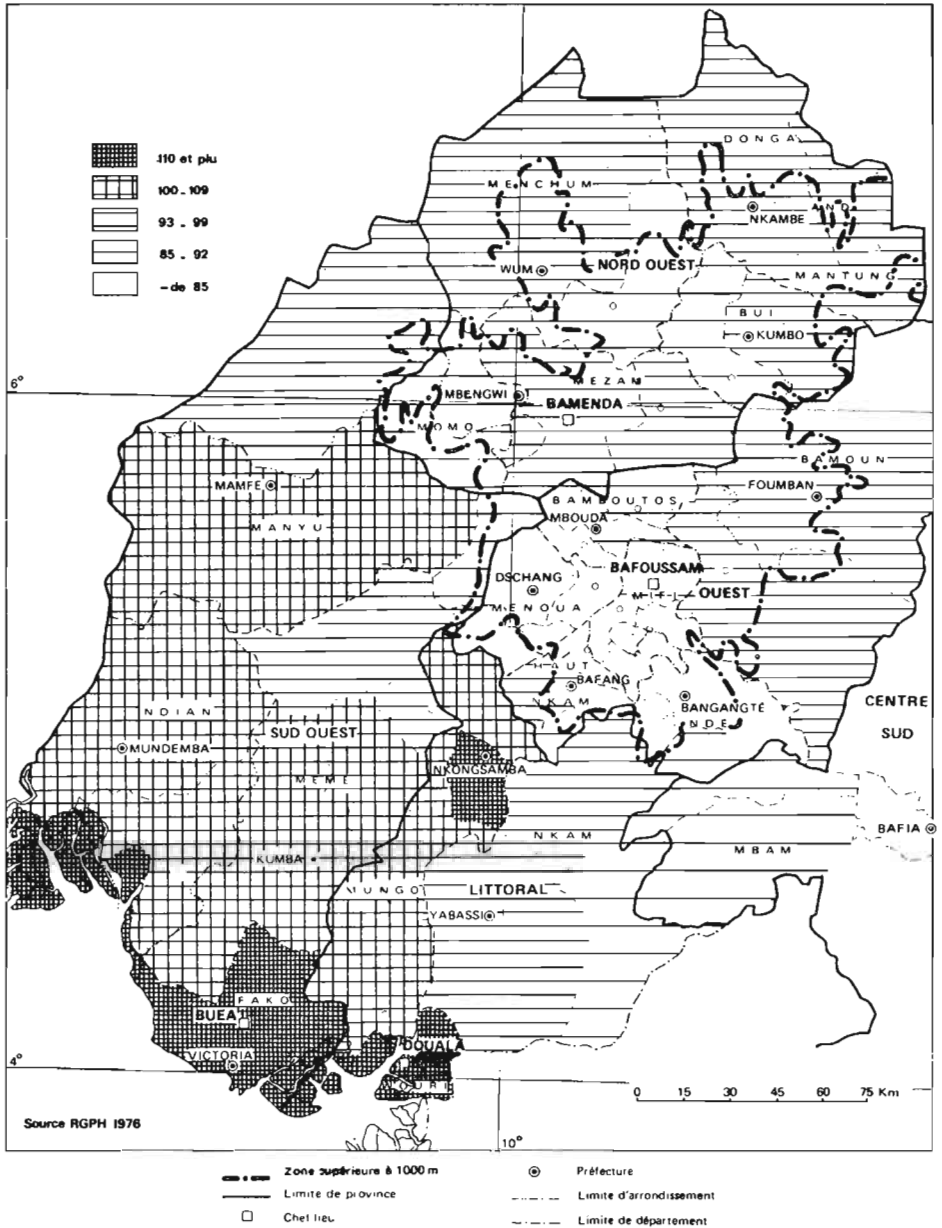 110 et plu
100 - 109
93 - 99
85 - 92
- de 85
DONGA
MENCHUM
AND
NKAMBE
WUM
NORD OUEST
MANTUNG
BUI
KUMBO
6°
MEZAM
MBENGWI
BAMENDA
MOMO
BAMOUN
MAMFE
FOUMBAN
BAMBOUTOS
MBOUDA
MANYU
BAFOUSSAM
DSCHANG
MIFI
OUEST
MENOUA
HAUT
BAFANG
NKAM
BANGANGTÉ
NDE
CENTRE
SUD
NDIAN
SUD OUEST
MUNDEMBA
NKONGSAMBA
MEME
NKAM
BAFIA
MBAM
KUMBA
MUNGO
LITTORAL
YABASSI
FAKO
BUEA
DOUALA
VICTORIA
WOURI
4°
0 15 30 45 60 75 Km
Source RGPH 1976
10°
Zone supérieure à 1000 m
Préfecture
Limite de province
Limite d'arrondissement
Chef lieu
Limite de département